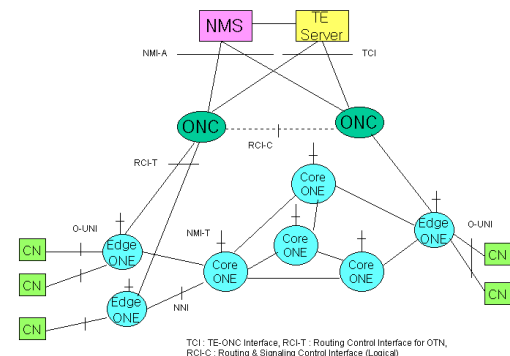 NMS
TE
Server
NMI-A
TCI
ONC
ONC
RCI-C
RCI-T
Core
ONE
O-UNI
NMI-T
O-UNI
Edge
ONE
Core
ONE
Edge
ONE
CN
CN
CN
Core
ONE
Core
ONE
CN
Edge
ONE
NNI
CN
TCI : TE-ONC Interface, RCI-T : Routing Control Interface for OTN,
RCI-C : Routing & Signaling Control Interface (Logical)